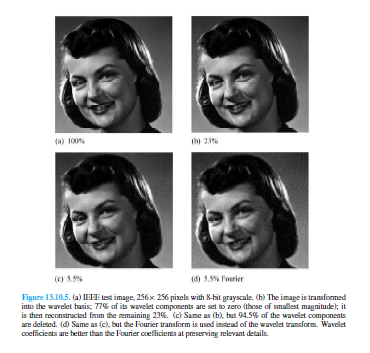 (a) 100%
(b) 23%
(c) 5.5%
(d) 5.5% Fourier
Figure 13.10.5. (a) IEEE test image, 256× 256 pixels with 8-bit grayscale. (b) The image is transformed
into the wavelet basis; 77% of its wavelet components are set to zero (those of smallest magnitude); it
is then reconstructed from the remaining 23%. (c) Same as (b), but 94.5% of the wavelet components
are deleted. (d) Same as (c), but the Fourier transform is used instead of the wavelet transform. Wavelet
coefficients are better than the Fourier coefficients at preserving relevant details.